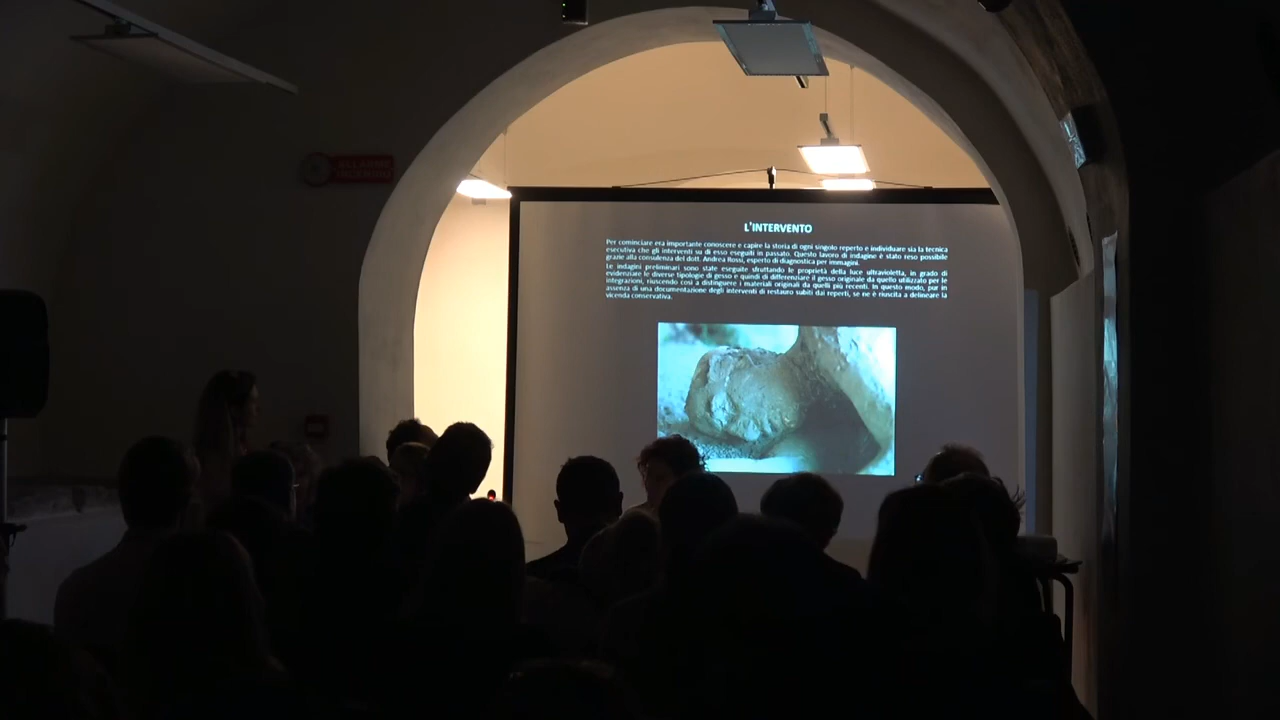 ALLARME
INCENDIO
L'INTERVENTO
Per cominciare era importante conoscere e capire la storia di ogni singolo reperto e individuare sia la tecnica
esecutiva che gli interventi su di esso eseguiti in passato. Questo lavoro di indagine è stato reso possibile
grazie alla consulenza del dott. Andrea Rossi, esperto di diagnostica per immagini.
Le indagini preliminari sono state eseguite sfruttando le proprietà della luce ultravioletta, in grado di
evidenziare le diverse tipologie di gesso e quindi di differenziare il gesso originale da quello utilizzato per le
integrazioni, riuscendo così a distinguere i materiali originali da quelli più recenti. In questo modo, pur in
assenza di una documentazione degli interventi di restauro subiti dai reperti, se ne è riuscita a delineare la
vicenda conservativa.